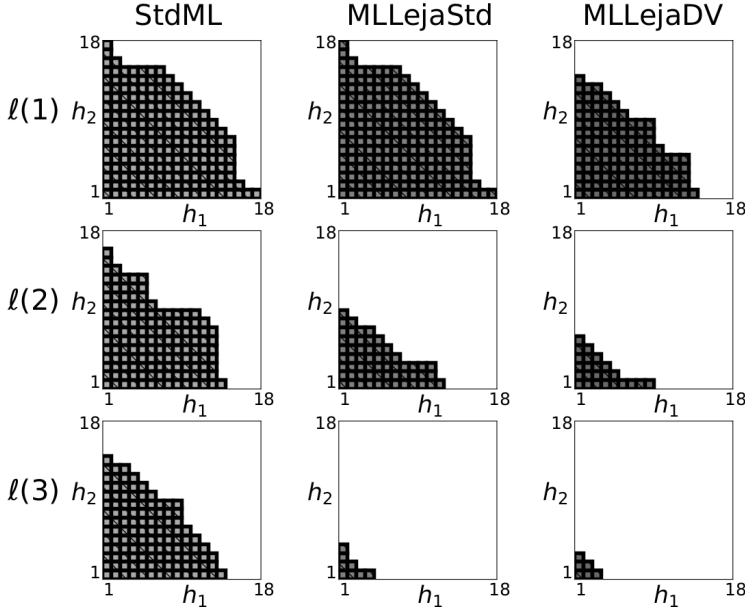 StdML MLLejaStd MLLejaDV
18 18 18
ℓ(1) h₂ h₂ h₂
1 1 1
1 h₁ 18 1 h₁ 18 1 h₁ 18
18 18 18
ℓ(2) h₂ h₂ h₂
1 1 1
1 h₁ 18 1 h₁ 18 1 h₁ 18
18 18 18
ℓ(3) h₂ h₂ h₂
1 1 1
1 h₁ 18 1 h₁ 18 1 h₁ 18